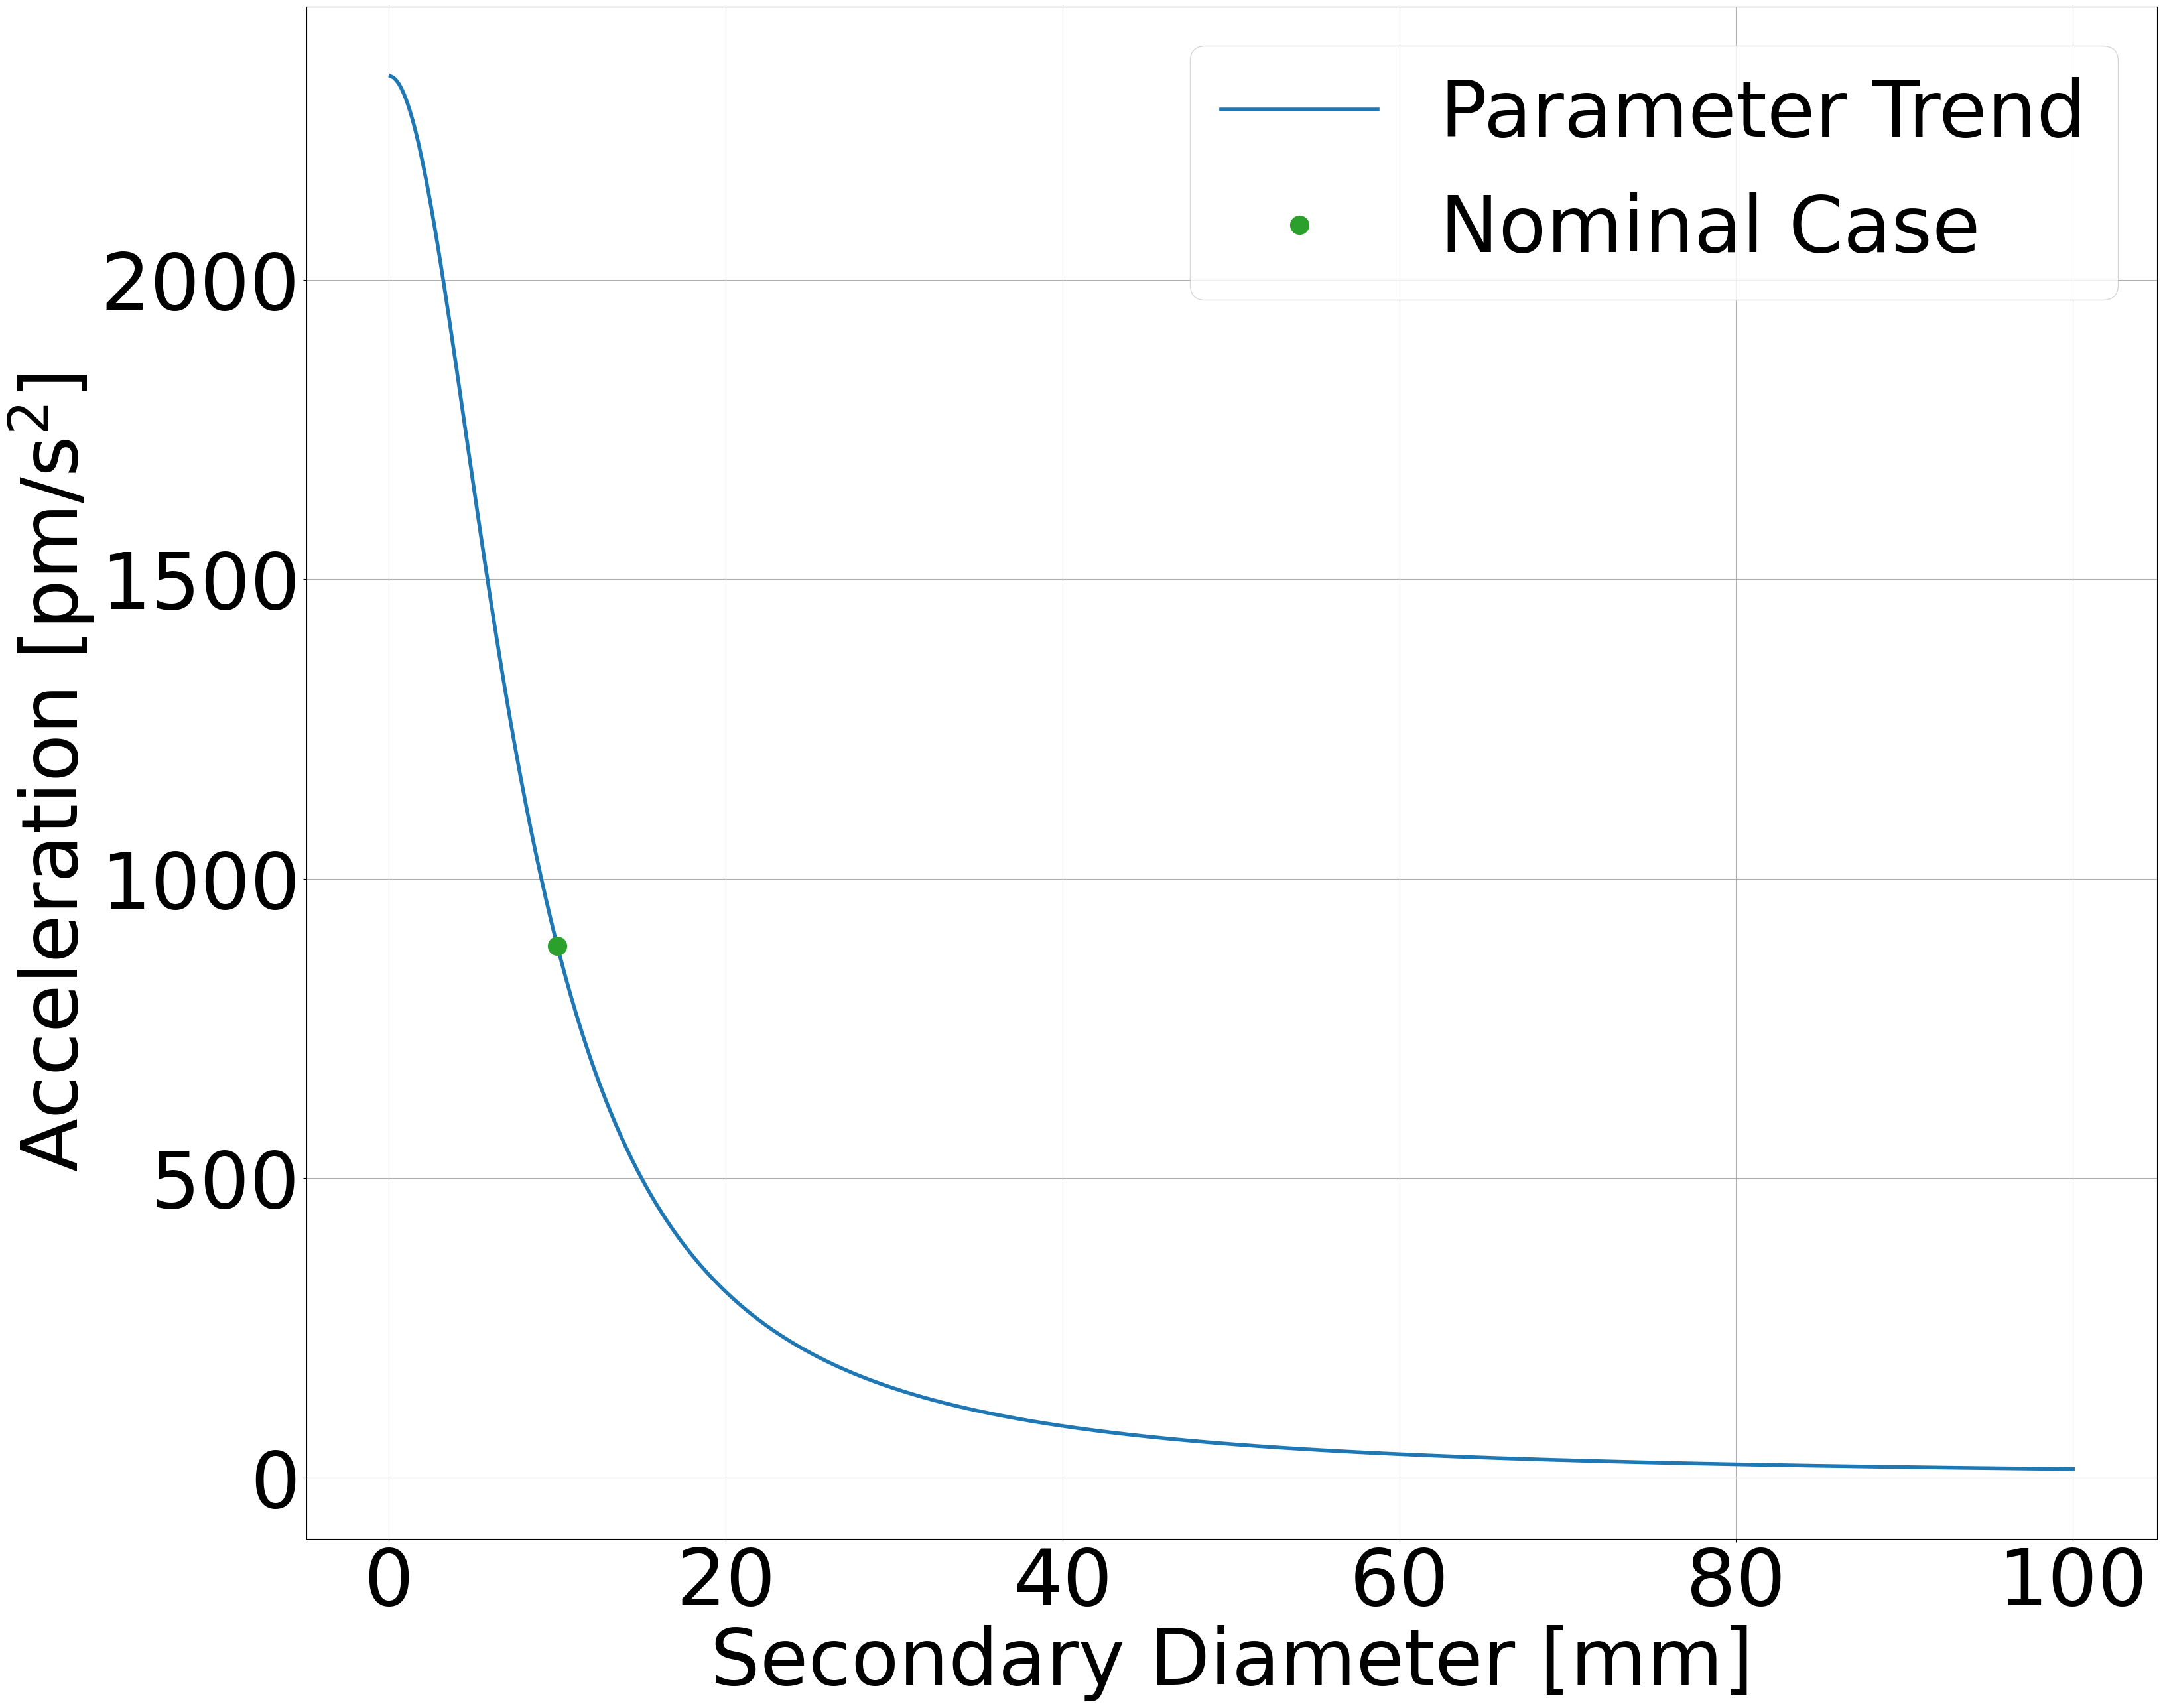 Parameter Trend
Nominal Case
Acceleration [pm/s²]
2000
1500
1000
500
0
0 20 40 60 80 100
Secondary Diameter [mm]